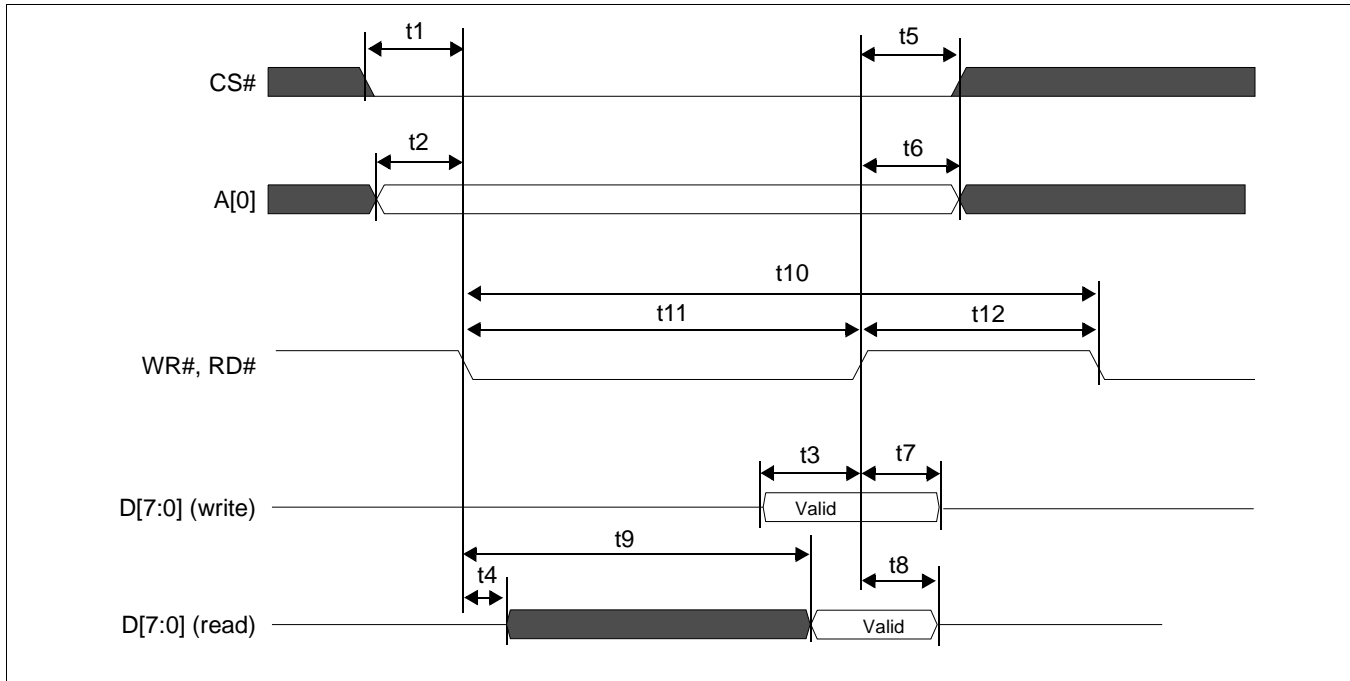 t1
t5
CS#
t2
t6
A[0]
t10
t11
t12
WR#, RD#
t3
t7
D[7:0] (write)
Valid
t9
t4
t8
D[7:0] (read)
Valid